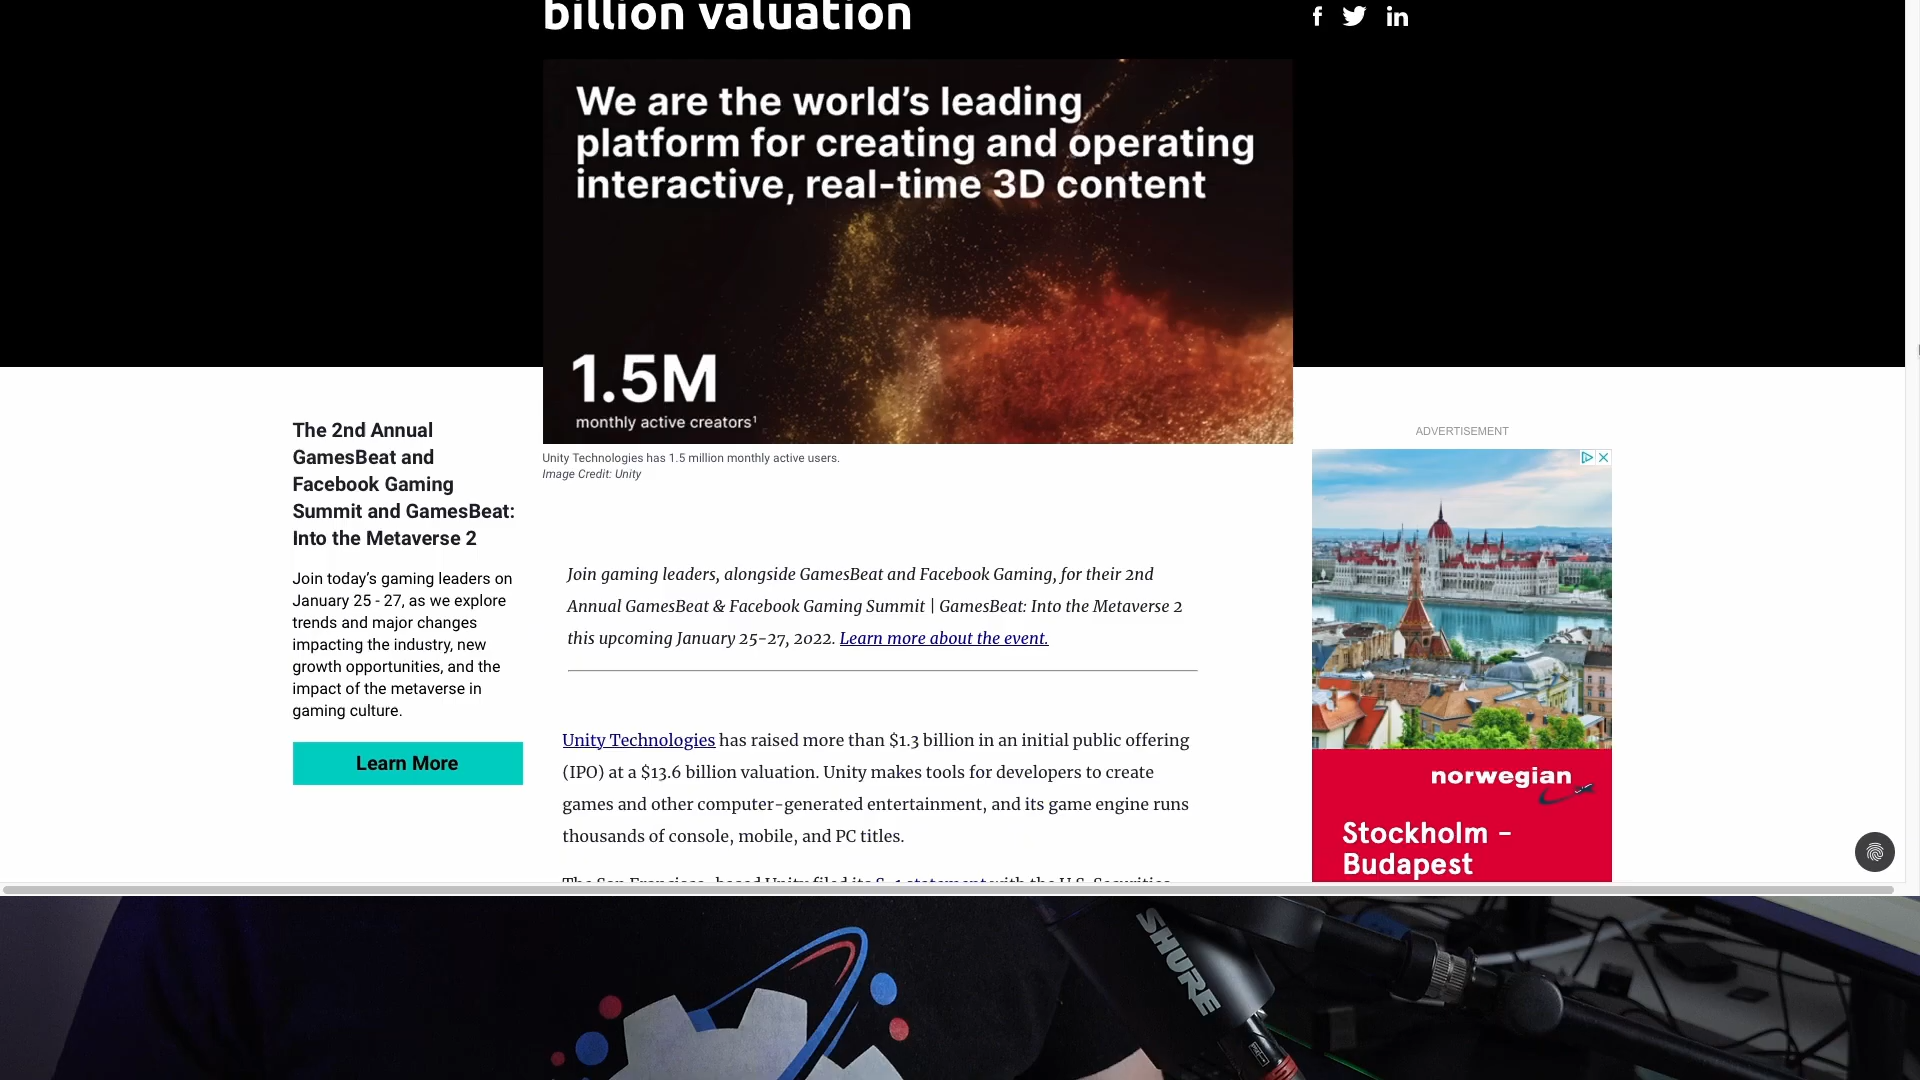 billion valuation
We are the world’s leading
platform for creating and operating
interactive, real-time 3D content
1.5M
monthly active creators¹
Unity Technologies has 1.5 million monthly active users.
Image Credit: Unity
The 2nd Annual
GamesBeat and
Facebook Gaming
Summit and GamesBeat:
Into the Metaverse 2
Join today’s gaming leaders on
January 25 - 27, as we explore
trends and major changes
impacting the industry, new
growth opportunities, and the
impact of the metaverse in
gaming culture.
Learn More
Join gaming leaders, alongside GamesBeat and Facebook Gaming, for their 2nd
Annual GamesBeat & Facebook Gaming Summit | GamesBeat: Into the Metaverse 2
this upcoming January 25-27, 2022. Learn more about the event.
Unity Technologies has raised more than $1.3 billion in an initial public offering
(IPO) at a $13.6 billion valuation. Unity makes tools for developers to create
games and other computer-generated entertainment, and its game engine runs
thousands of console, mobile, and PC titles.
The San Francisco-based Unity filed its S-1 statement with the U.S. Securities
ADVERTISEMENT
norwegian
Stockholm –
Budapest
SHURE